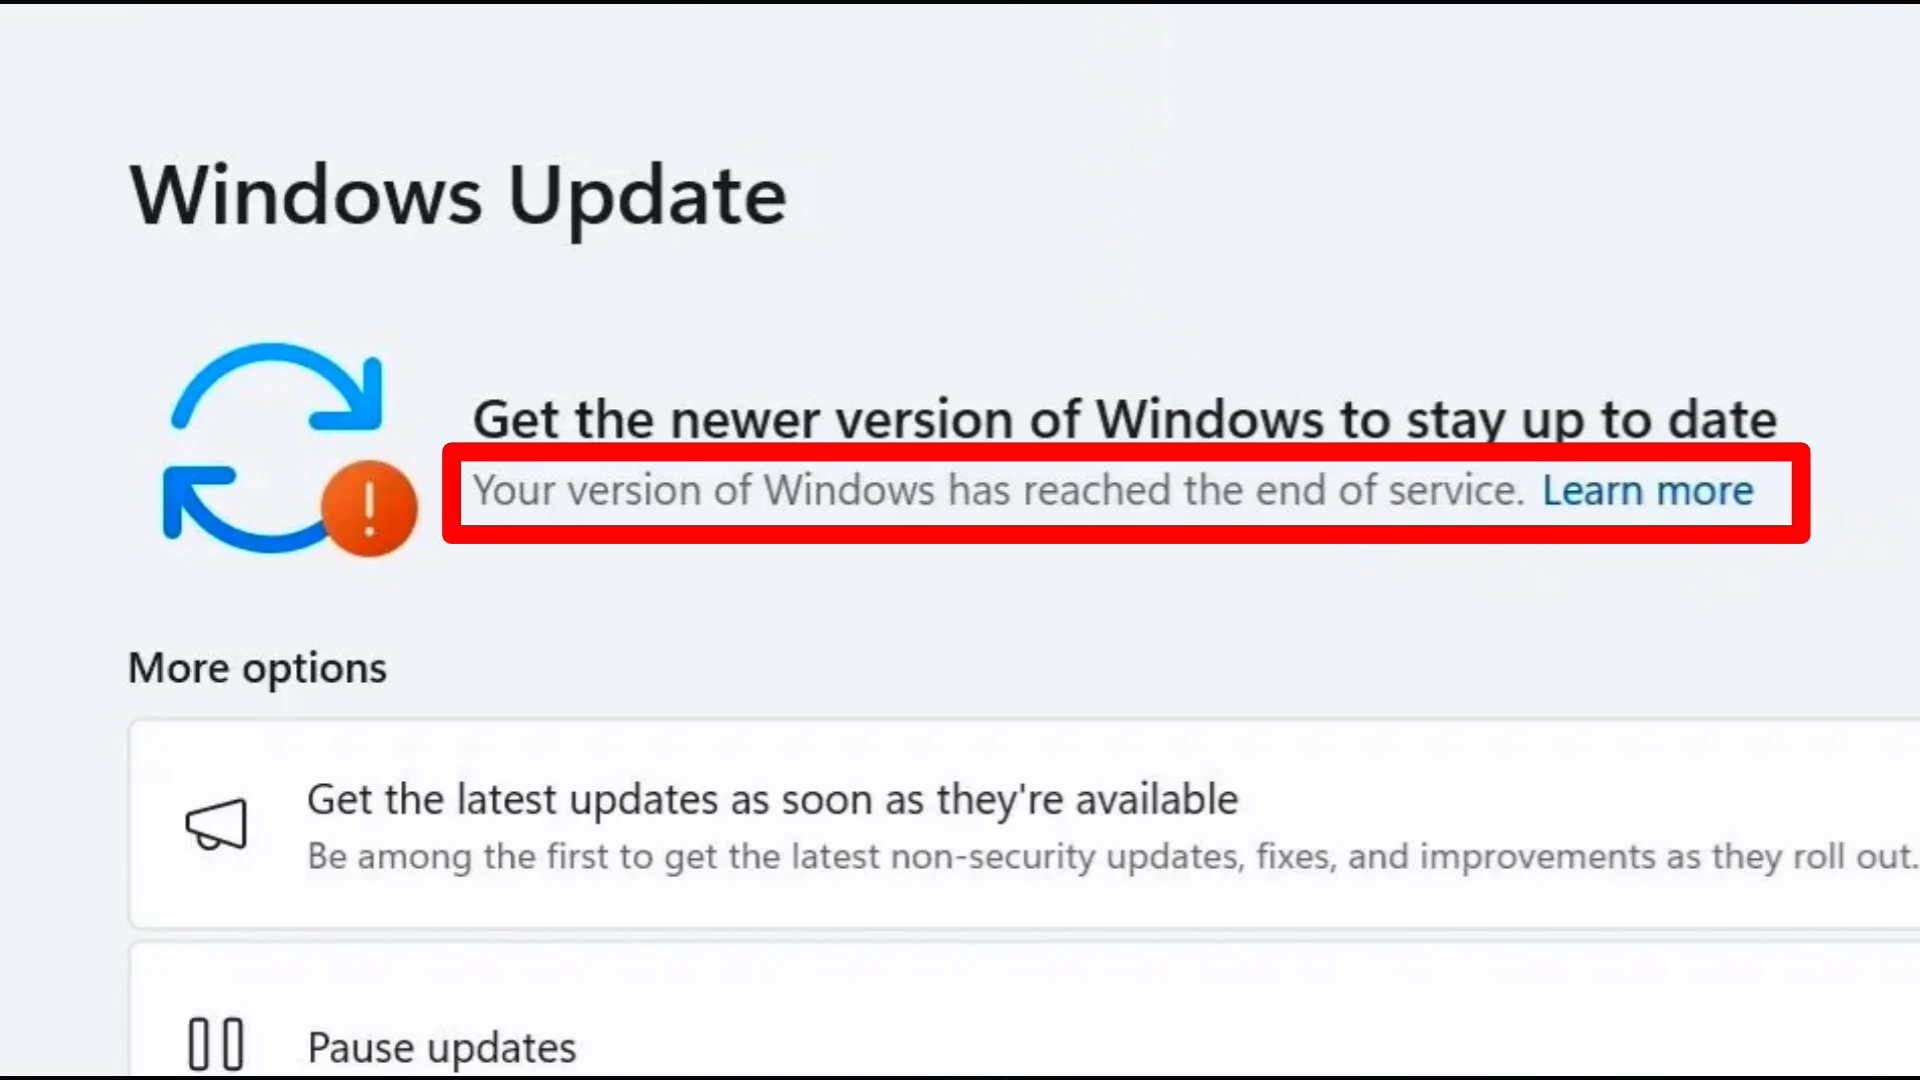 Windows Update
Get the newer version of Windows to stay up to date
Your version of Windows has reached the end of service. Learn more
More options
Get the latest updates as soon as they're available
Be among the first to get the latest non-security updates, fixes, and improvements as they roll out.
Pause updates